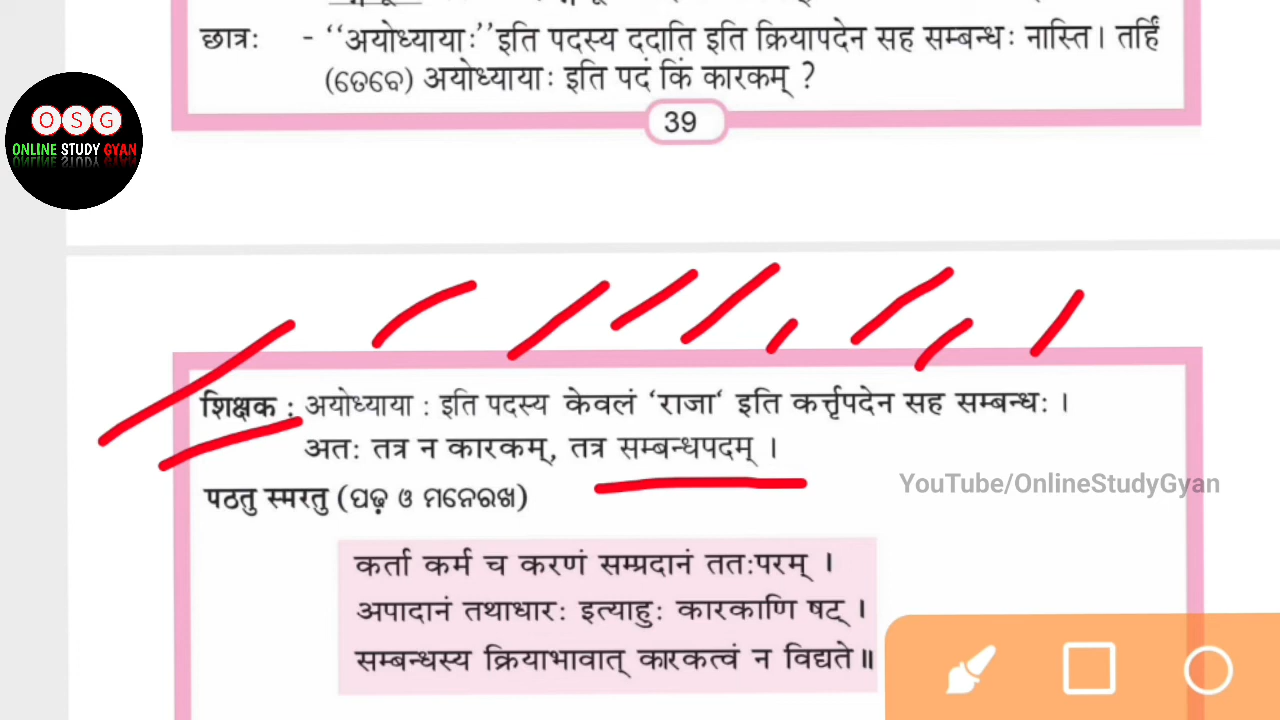 छात्रः - ‘‘अयोध्यायाः’’ इति पदस्य ददाति इति क्रियापदेन सह सम्बन्धः नास्ति। तर्हि
(ତେବେ) अयोध्यायाः इति पदं किं कारकम् ?
39
OSG
ONLINE STUDY GYAN
शिक्षक : अयोध्याया : इति पदस्य केवलं ‘राजा‘ इति कर्त्तृपदेन सह सम्बन्धः ।
अतः तत्र न कारकम्, तत्र सम्बन्धपदम् ।
YouTube/OnlineStudyGyan
पठतु स्मरतु (ପଢ଼ ଓ ମନେରଖ)
कर्ता कर्म च करणं सम्प्रदानं ततःपरम् ।
अपादानं तथाधारः इत्याहुः कारकाणि षट् ।
सम्बन्धस्य क्रियाभावात् कारकत्वं न विद्यते॥